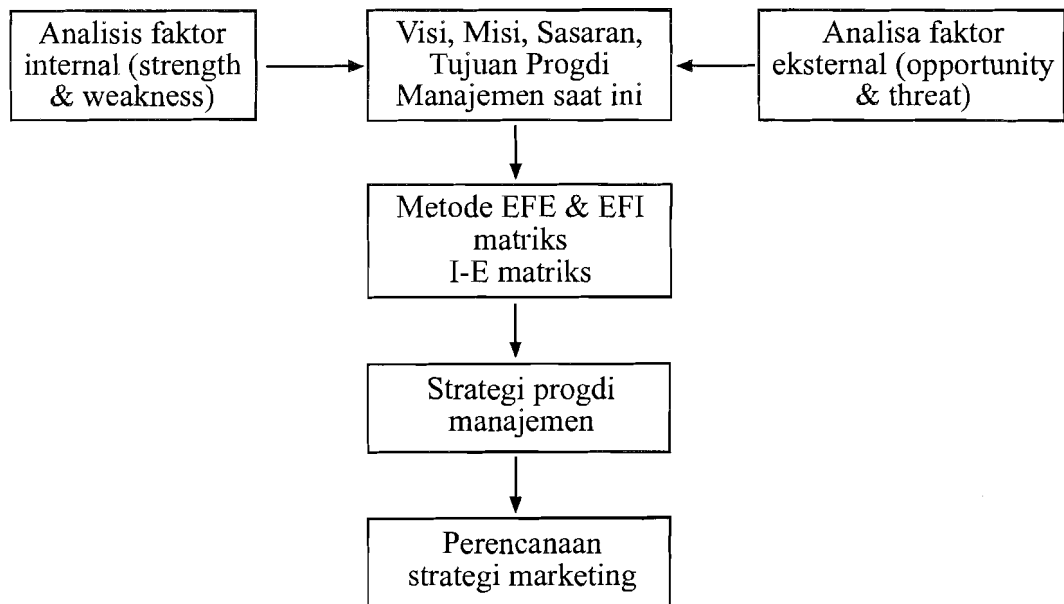 Analisis faktor
internal (strength
& weakness)
Visi, Misi, Sasaran,
Tujuan Progdi
Manajemen saat ini
Analisa faktor
eksternal (opportunity
& threat)
Metode EFE & EFI
matriks
I-E matriks
Strategi progdi
manajemen
Perencanaan
strategi marketing